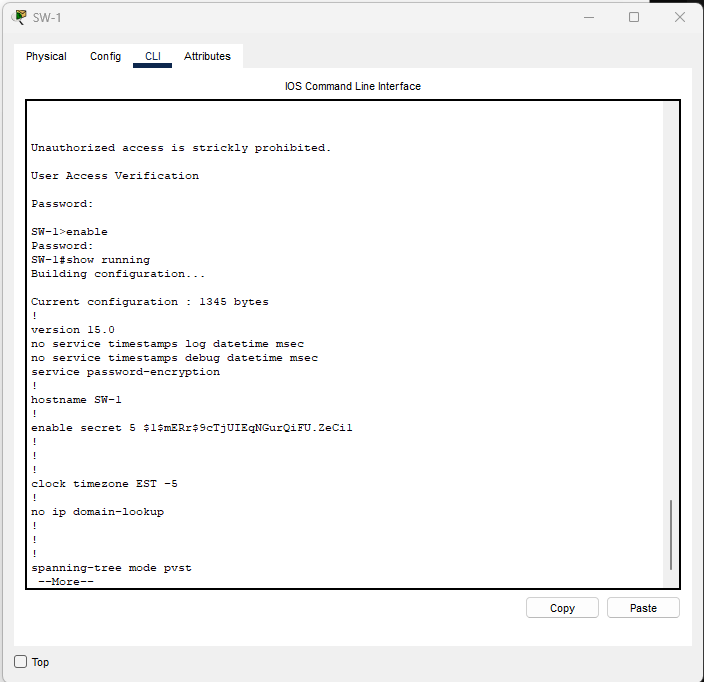 SW-1
Physical Config CLI Attributes
IOS Command Line Interface
Unauthorized access is strickly prohibited.
User Access Verification
Password:
SW-1>enable
Password:
SW-1#show running
Building configuration...
Current configuration : 1345 bytes
!
version 15.0
no service timestamps log datetime msec
no service timestamps debug datetime msec
service password-encryption
!
hostname SW-1
!
enable secret 5 $1$mERr$9cTjUIEqNGurQiFU.ZeCi1
!
!
!
clock timezone EST -5
!
no ip domain-lookup
!
!
!
spanning-tree mode pvst
--More--
Copy Paste
Top